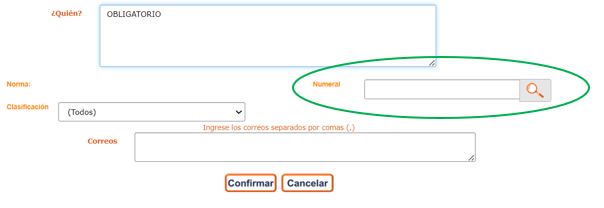 ¿Quién? OBLIGATORIO
Norma: Numeral
Clasificación (Todos)
Ingrese los correos separados por comas (,)
Correos
Confirmar Cancelar